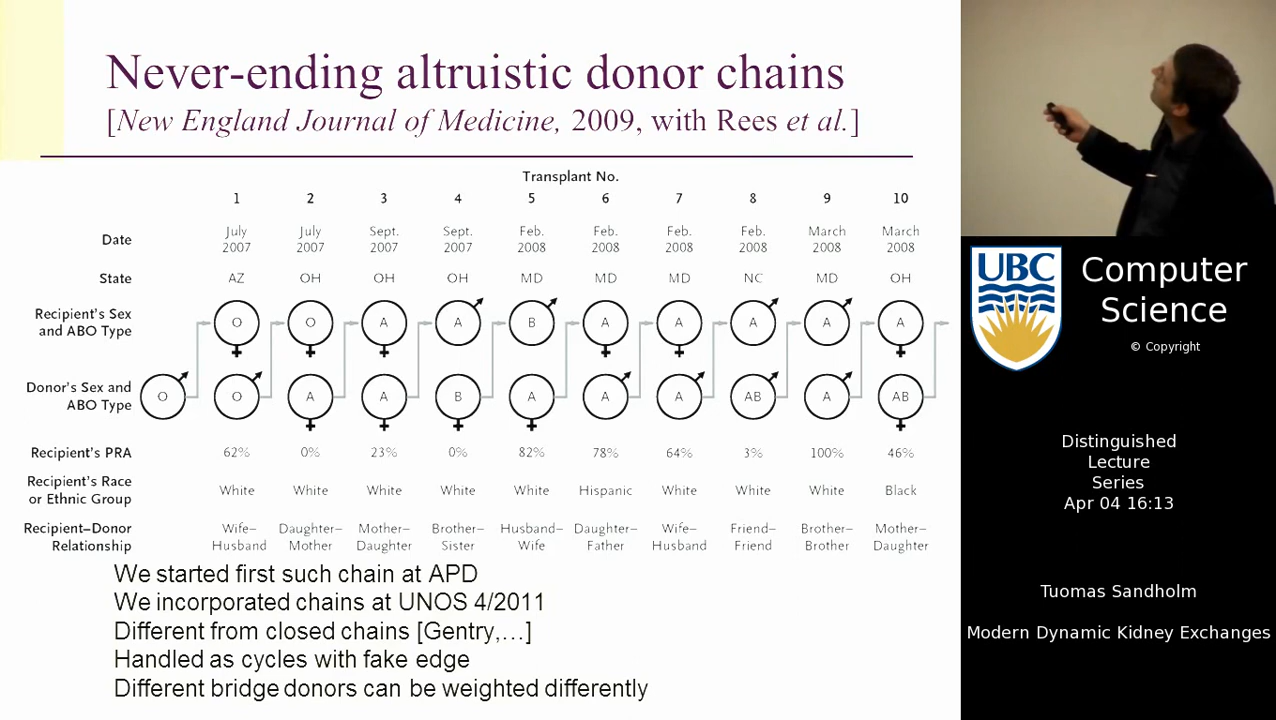 Never-ending altruistic donor chains
[New England Journal of Medicine, 2009, with Rees et al.]
Transplant No.
1 2 3 4 5 6 7 8 9 10
Date
July 2007 July 2007 Sept. 2007 Sept. 2007 Feb. 2008 Feb. 2008 Feb. 2008 Feb. 2008 March 2008 March 2008
State AZ OH OH OH MD MD MD NC MD OH
Recipient's Sex
and ABO Type
O O A A B A A A A A
Donor's Sex and
ABO Type
O O A A B A A A AB A AB
Recipient's PRA 62% 0% 23% 0% 82% 78% 64% 3% 100% 46%
Recipient's Race
or Ethnic Group
White White White White White Hispanic White White White Black
Recipient–Donor
Relationship
Wife–Husband Daughter–Mother Mother–Daughter Brother–Sister Husband–Wife Daughter–Father Wife–Husband Friend–Friend Brother–Brother Mother–Daughter
We started first such chain at APD
We incorporated chains at UNOS 4/2011
Different from closed chains [Gentry,…]
Handled as cycles with fake edge
Different bridge donors can be weighted differently
UBC
Computer
Science
© Copyright
Distinguished
Lecture
Series
Apr 04 16:13
Tuomas Sandholm
Modern Dynamic Kidney Exchanges